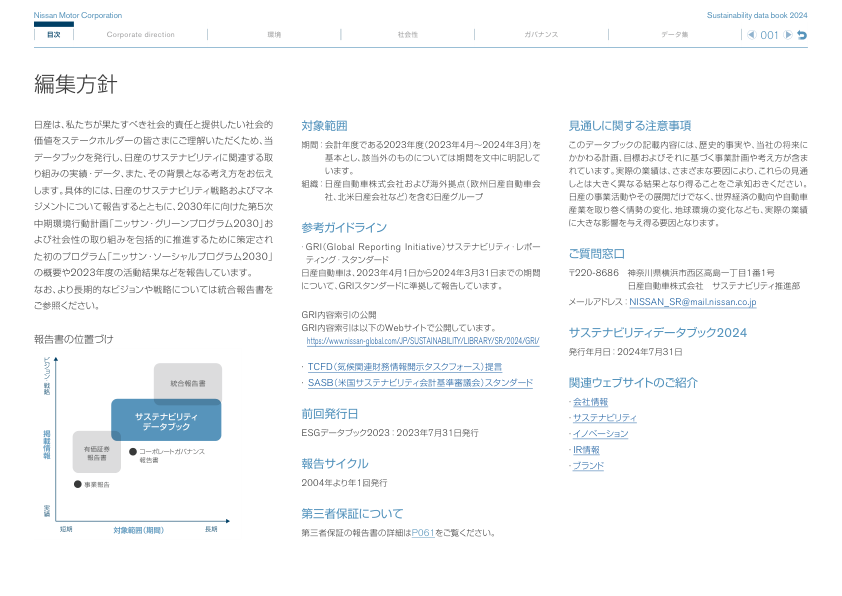 Nissan Motor Corporation
Sustainability data book 2024
目次
Corporate direction
環境
社会性
ガバナンス
データ集
001
編集方針
日産は、私たちが果たすべき社会的責任と提供したい社会的
価値をステークホルダーの皆さまにご理解いただくため、当
データブックを発行し、日産のサステナビリティに関連する取
り組みの実績・データ、また、その背景となる考え方をお伝えし
ます。具体的には、日産のサステナビリティ戦略およびマネ
ジメントについて報告するとともに、2030年に向けた第5次
中期環境行動計画「ニッサン・グリーンプログラム2030」お
よび社会性の取り組みを包括的に推進するために策定され
た初のプログラム「ニッサン・ソーシャルプログラム2030」
の概要や2023年度の活動結果などを報告しています。
なお、より長期的なビジョンや戦略については統合報告書を
ご参照ください。
報告書の位置づけ
ビジョン・戦略
掲載情報
実績
統合報告書
サステナビリティ
データブック
有価証券
報告書
コーポレートガバナンス
報告書
事業報告
短期
対象範囲（期間）
長期
対象範囲
期間：会計年度である2023年度（2023年4月～2024年3月）を
基本とし、該当外のものについては期間を文中に明記して
います。
組織：日産自動車株式会社および海外拠点（欧州日産自動車会
社、北米日産会社など）を含む日産グループ
参考ガイドライン
・GRI（Global Reporting Initiative）サステナビリティ・レポー
ティング・スタンダード
日産自動車は、2023年4月1日から2024年3月31日までの期間
について、GRIスタンダードに準拠して報告しています。
GRI内容索引の公開
GRI内容索引は以下のWebサイトで公開しています。
https://www.nissan-global.com/JP/SUSTAINABILITY/LIBRARY/SR/2024/GRI/
・TCFD（気候関連財務情報開示タスクフォース）提言
・SASB（米国サステナビリティ会計基準審議会）スタンダード
前回発行日
ESGデータブック2023：2023年7月31日発行
報告サイクル
2004年より年1回発行
第三者保証について
第三者保証の報告書の詳細はP061をご覧ください。
見通しに関する注意事項
このデータブックの記載内容には、歴史的事実や、当社の将来に
かかわる計画、目標およびそれに基づく事業計画や考え方が含ま
れています。実際の業績は、さまざまな要因により、これらの見通
しとは大きく異なる結果となり得ることをご承知おきください。
日産の事業活動やその展開だけでなく、世界経済の動向や自動車
産業を取り巻く情勢の変化、地球環境の変化なども、実際の業績
に大きな影響を与え得る要因となります。
ご質問窓口
〒220-8686 神奈川県横浜市西区高島一丁目1番1号
日産自動車株式会社 サステナビリティ推進部
メールアドレス：NISSAN_SR@mail.nissan.co.jp
サステナビリティデータブック2024
発行年月日：2024年7月31日
関連ウェブサイトのご紹介
・会社情報
・サステナビリティ
・イノベーション
・IR情報
・ブランド